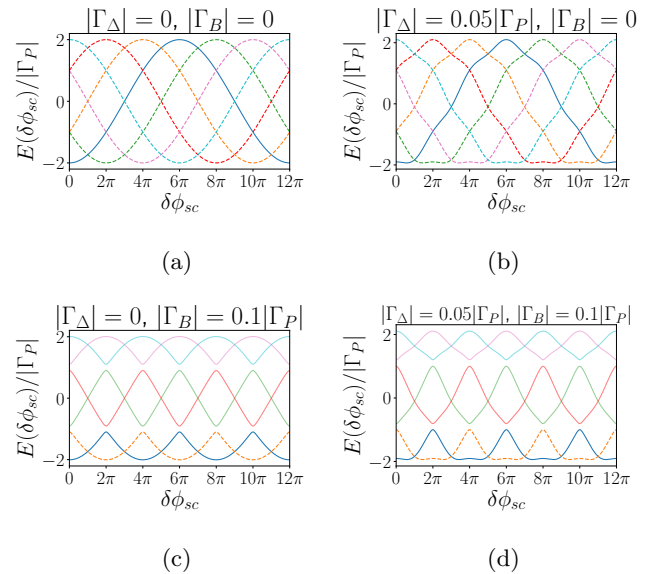 |Γ_Δ| = 0, |Γ_B| = 0
E(δϕ_sc)/|Γ_P|
2
0
−2
0 2π 4π 6π 8π 10π 12π
δϕ_sc
(a)
|Γ_Δ| = 0.05|Γ_P|, |Γ_B| = 0
E(δϕ_sc)/|Γ_P|
2
0
−2
0 2π 4π 6π 8π 10π 12π
δϕ_sc
(b)
|Γ_Δ| = 0, |Γ_B| = 0.1|Γ_P|
E(δϕ_sc)/|Γ_P|
2
0
−2
0 2π 4π 6π 8π 10π 12π
δϕ_sc
(c)
|Γ_Δ| = 0.05|Γ_P|, |Γ_B| = 0.1|Γ_P|
E(δϕ_sc)/|Γ_P|
2
0
−2
0 2π 4π 6π 8π 10π 12π
δϕ_sc
(d)